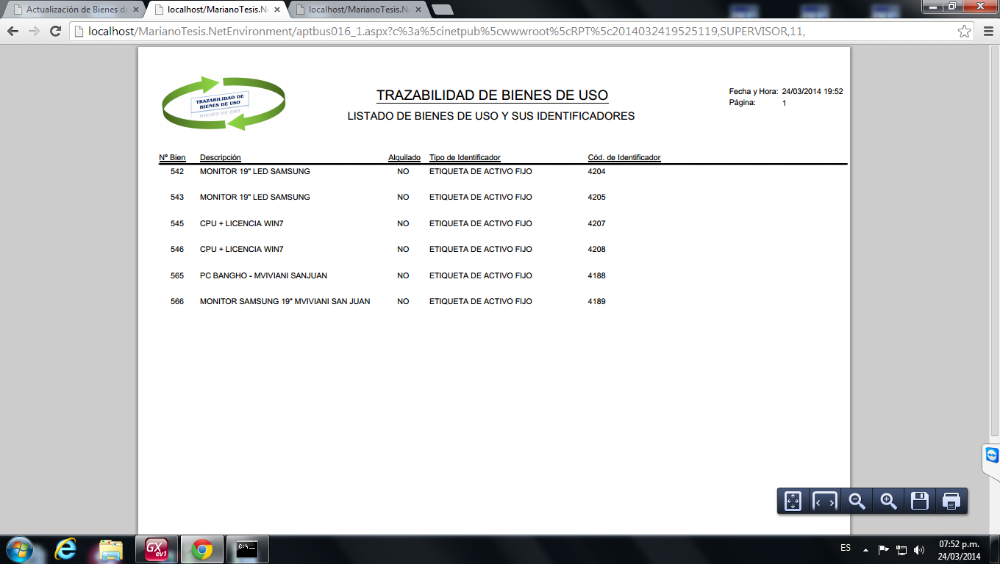 Actualización de Bienes de
localhost/MarianoTesis.Ne
localhost/MarianoTesis.N
localhost/MarianoTesis.NetEnvironment/aptbus016_1.aspx?c%3a%5cinetpub%5cwwwroot%5cRPT%5c2014032419525119,SUPERVISOR,11,
TRAZABILIDAD DE
BIENES DE USO
TRAZABILIDAD DE BIENES DE USO
LISTADO DE BIENES DE USO Y SUS IDENTIFICADORES
Fecha y Hora: 24/03/2014 19:52
Página: 1
Nº Bien Descripción Alquilado Tipo de Identificador Cód. de Identificador
542 MONITOR 19" LED SAMSUNG NO ETIQUETA DE ACTIVO FIJO 4204
543 MONITOR 19" LED SAMSUNG NO ETIQUETA DE ACTIVO FIJO 4205
545 CPU + LICENCIA WIN7 NO ETIQUETA DE ACTIVO FIJO 4207
546 CPU + LICENCIA WIN7 NO ETIQUETA DE ACTIVO FIJO 4208
565 PC BANGHO - MVIVIANI SANJUAN NO ETIQUETA DE ACTIVO FIJO 4188
566 MONITOR SAMSUNG 19" MVIVIANI SAN JUAN NO ETIQUETA DE ACTIVO FIJO 4189
GX
ev1
C:\_
ES
07:52 p.m.
24/03/2014